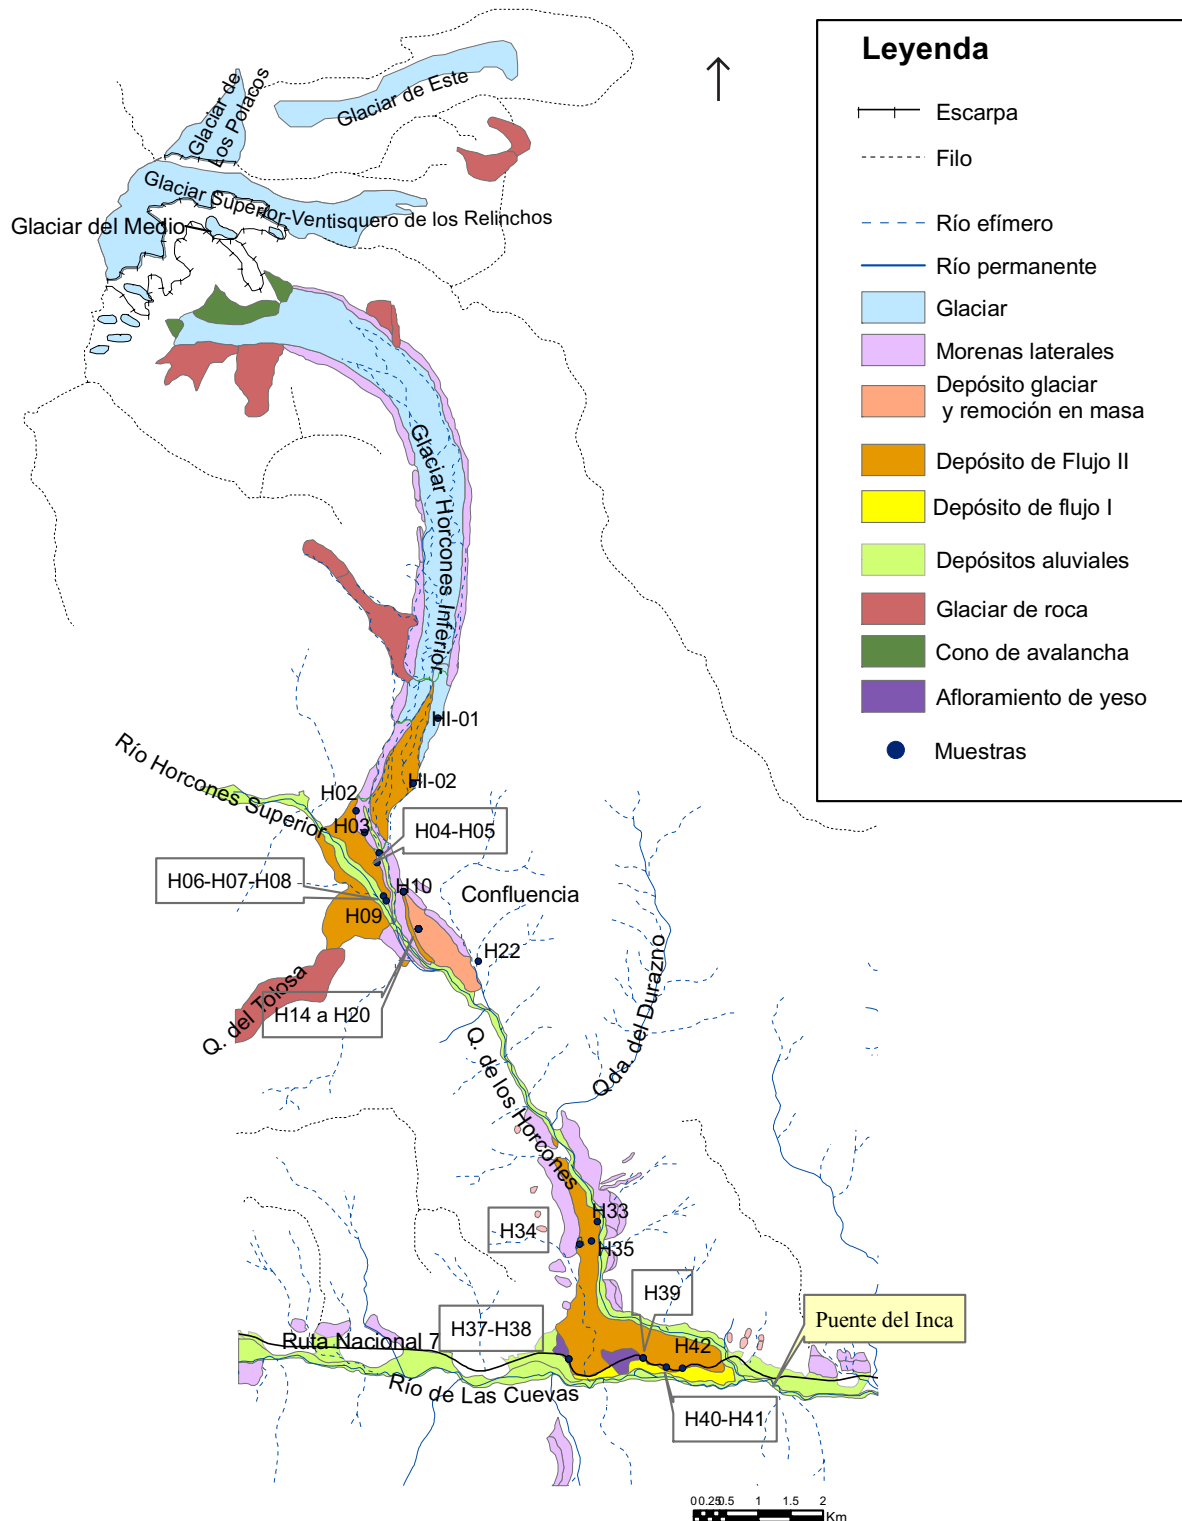 Leyenda
Escarpa
Filo
Río efímero
Río permanente
Glaciar
Morenas laterales
Depósito glaciar
y remoción en masa
Depósito de Flujo II
Depósito de flujo I
Depósitos aluviales
Glaciar de roca
Cono de avalancha
Afloramiento de yeso
Muestras
Glaciar de
Los Polacos
Glaciar de Este
Glaciar Superior-Ventisquero de los Relinchos
Glaciar del Medio
Glaciar Horcones Inferior
HI-01
HI-02
Río Horcones Superior
H02
H03
H04-H05
H06-H07-H08
H10
H09
Confluencia
H22
Q. del Tolosa
H14 a H20
Qda. del Durazno
Q. de los Horcones
H33
H34
H35
H39
H37-H38
Puente del Inca
Ruta Nacional 7
H42
Río de Las Cuevas
H40-H41
0 0.25 0.5 1 1.5 2
Km